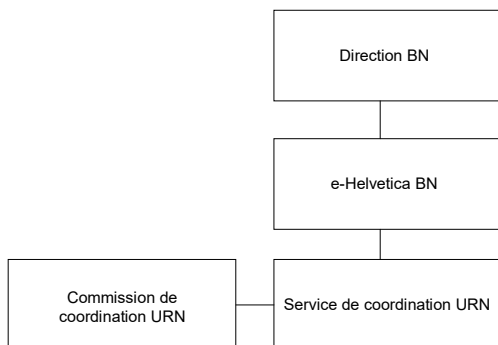 Direction BN
e-Helvetica BN
Commission de
coordination URN
Service de coordination URN